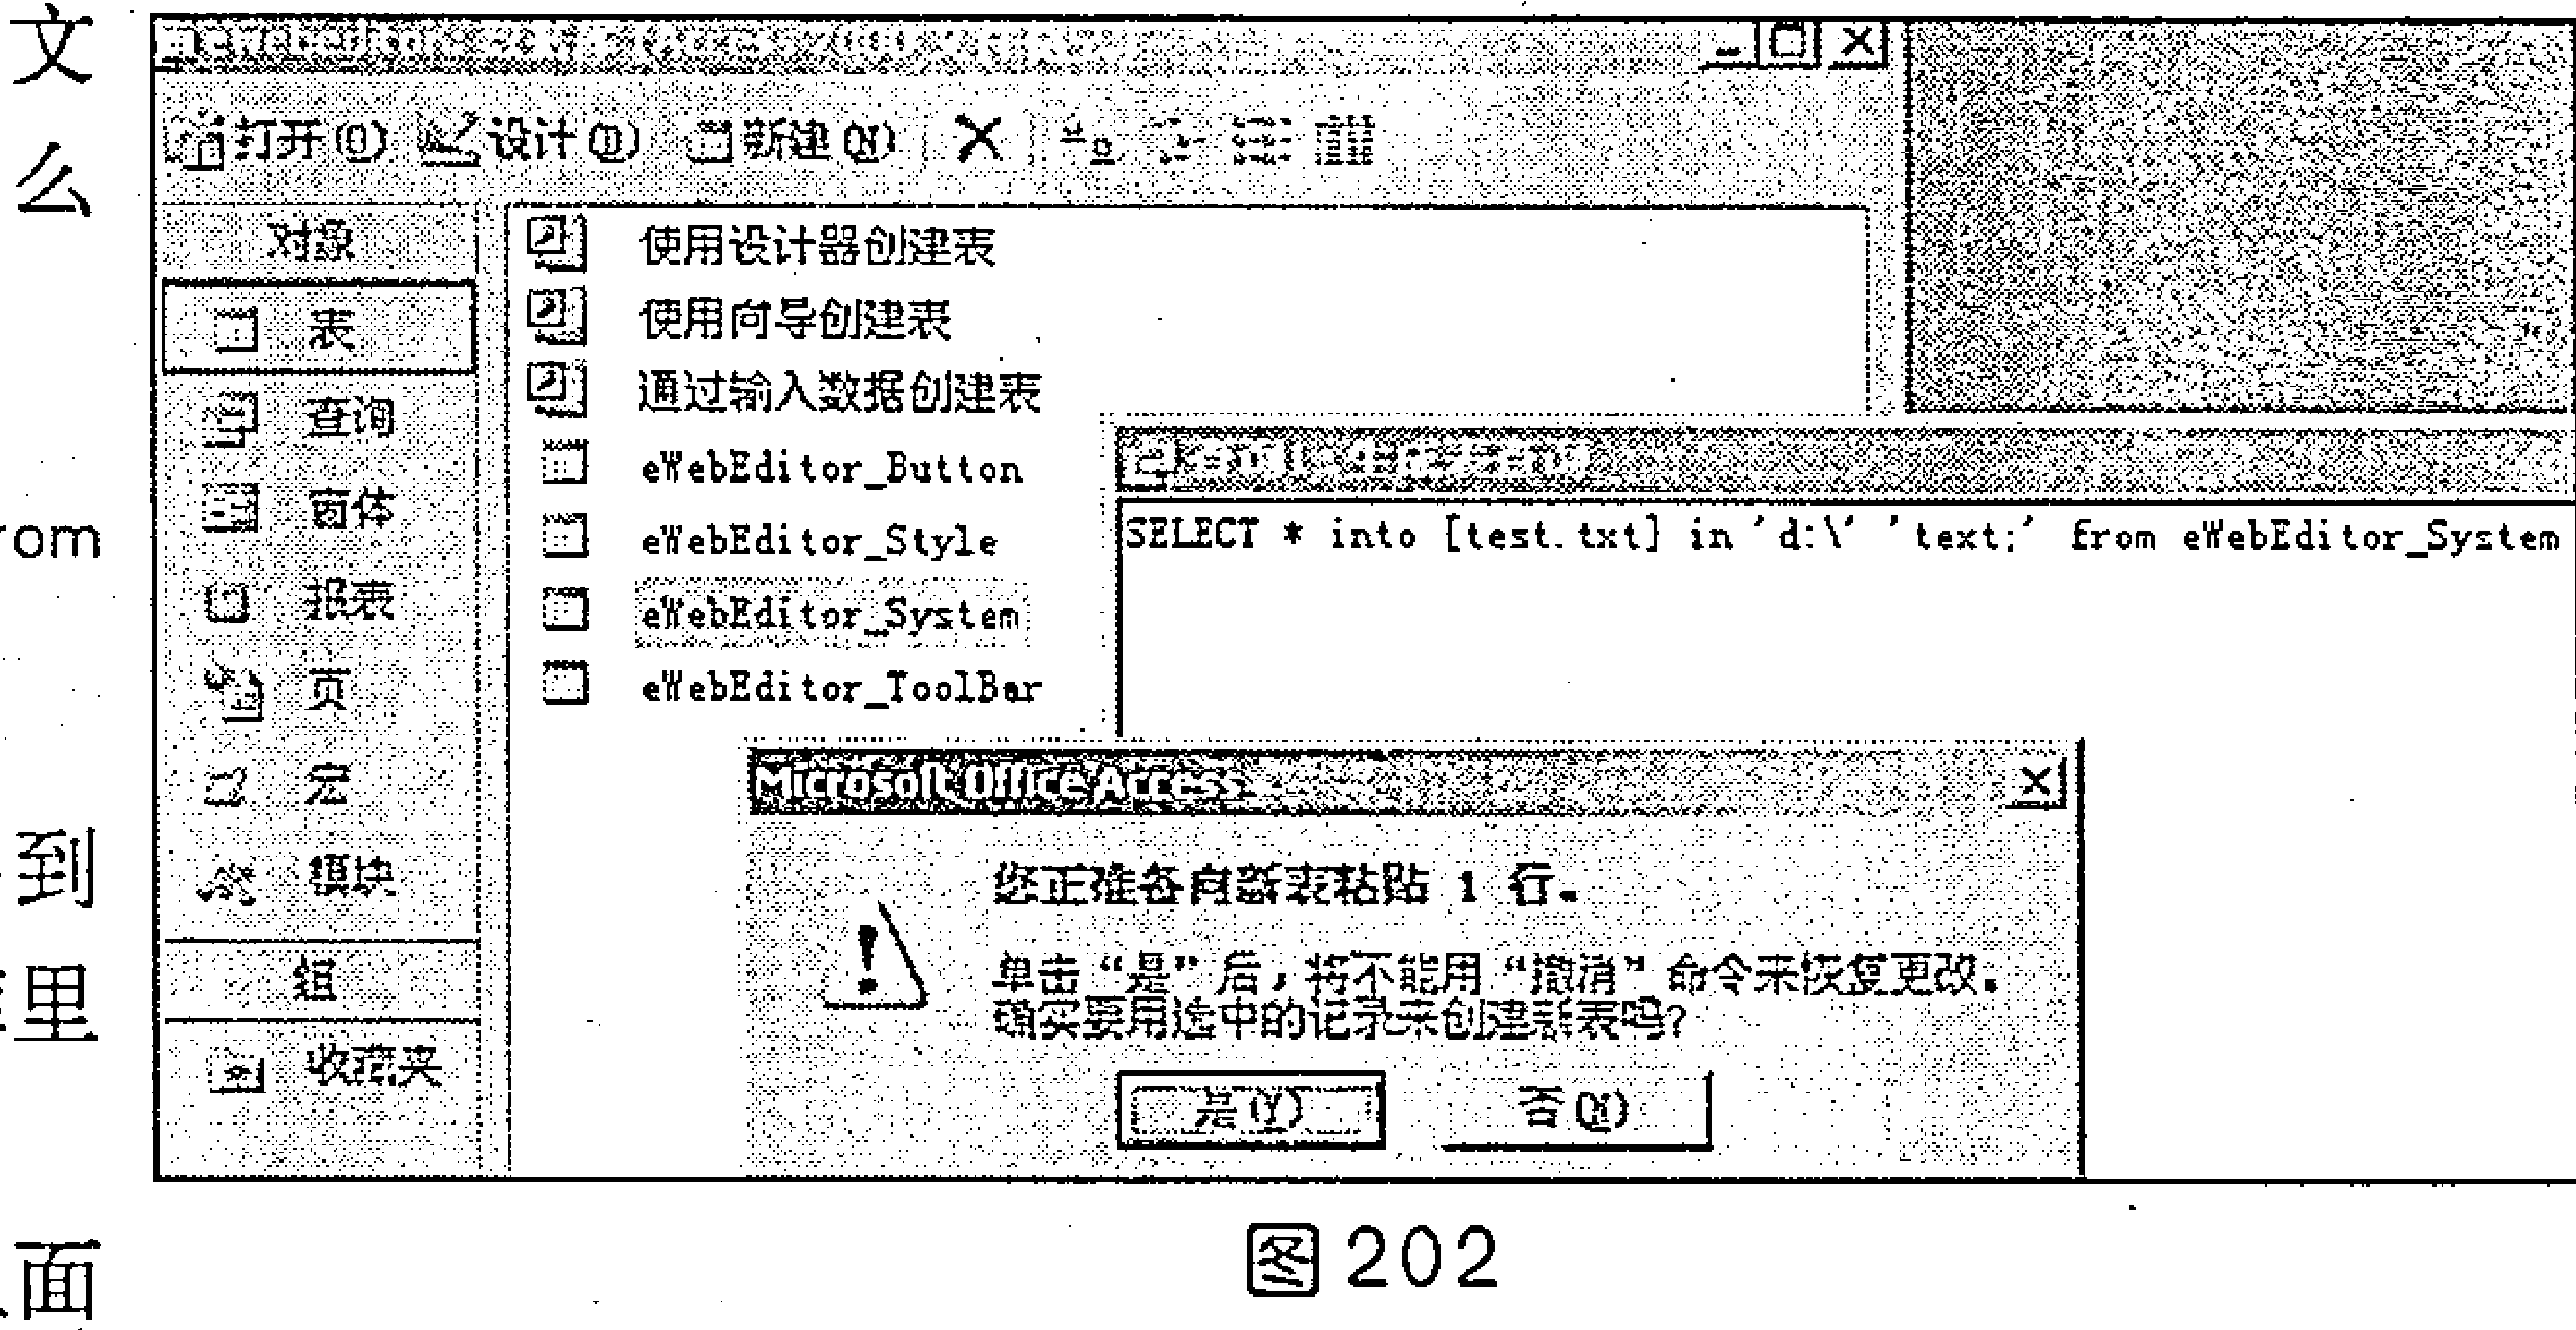 文
么
rom
到
里
面
打开(O) 设计(D) 新建(N)
对象
表
查询
窗体
报表
页
宏
模块
组
收藏夹
使用设计器创建表
使用向导创建表
通过输入数据创建表
eWebEditor_Button
eWebEditor_Style
eWebEditor_System
eWebEditor_ToolBar
SELECT * into [test.txt] in 'd:\' 'text;' from eWebEditor_System
Microsoft Office Access
您正准备向新表粘贴 1 行。
单击“是”后，将不能用“撤消”命令来恢复更改。
确实要用选中的记录来创建新表吗?
是(Y) 否(N)
图202